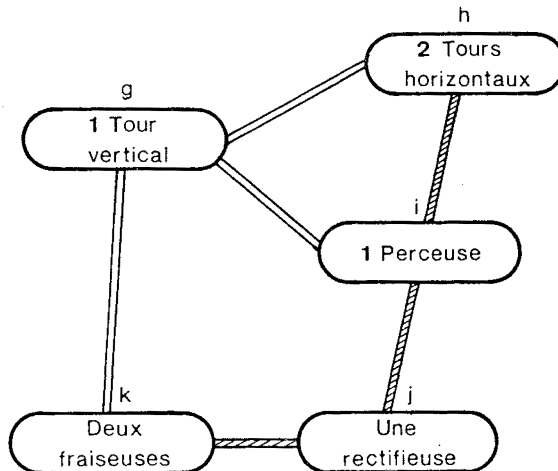 h
2 Tours
horizontaux
g
1 Tour
vertical
i
1 Perceuse
k
Deux
fraiseuses
j
Une
rectifieuse